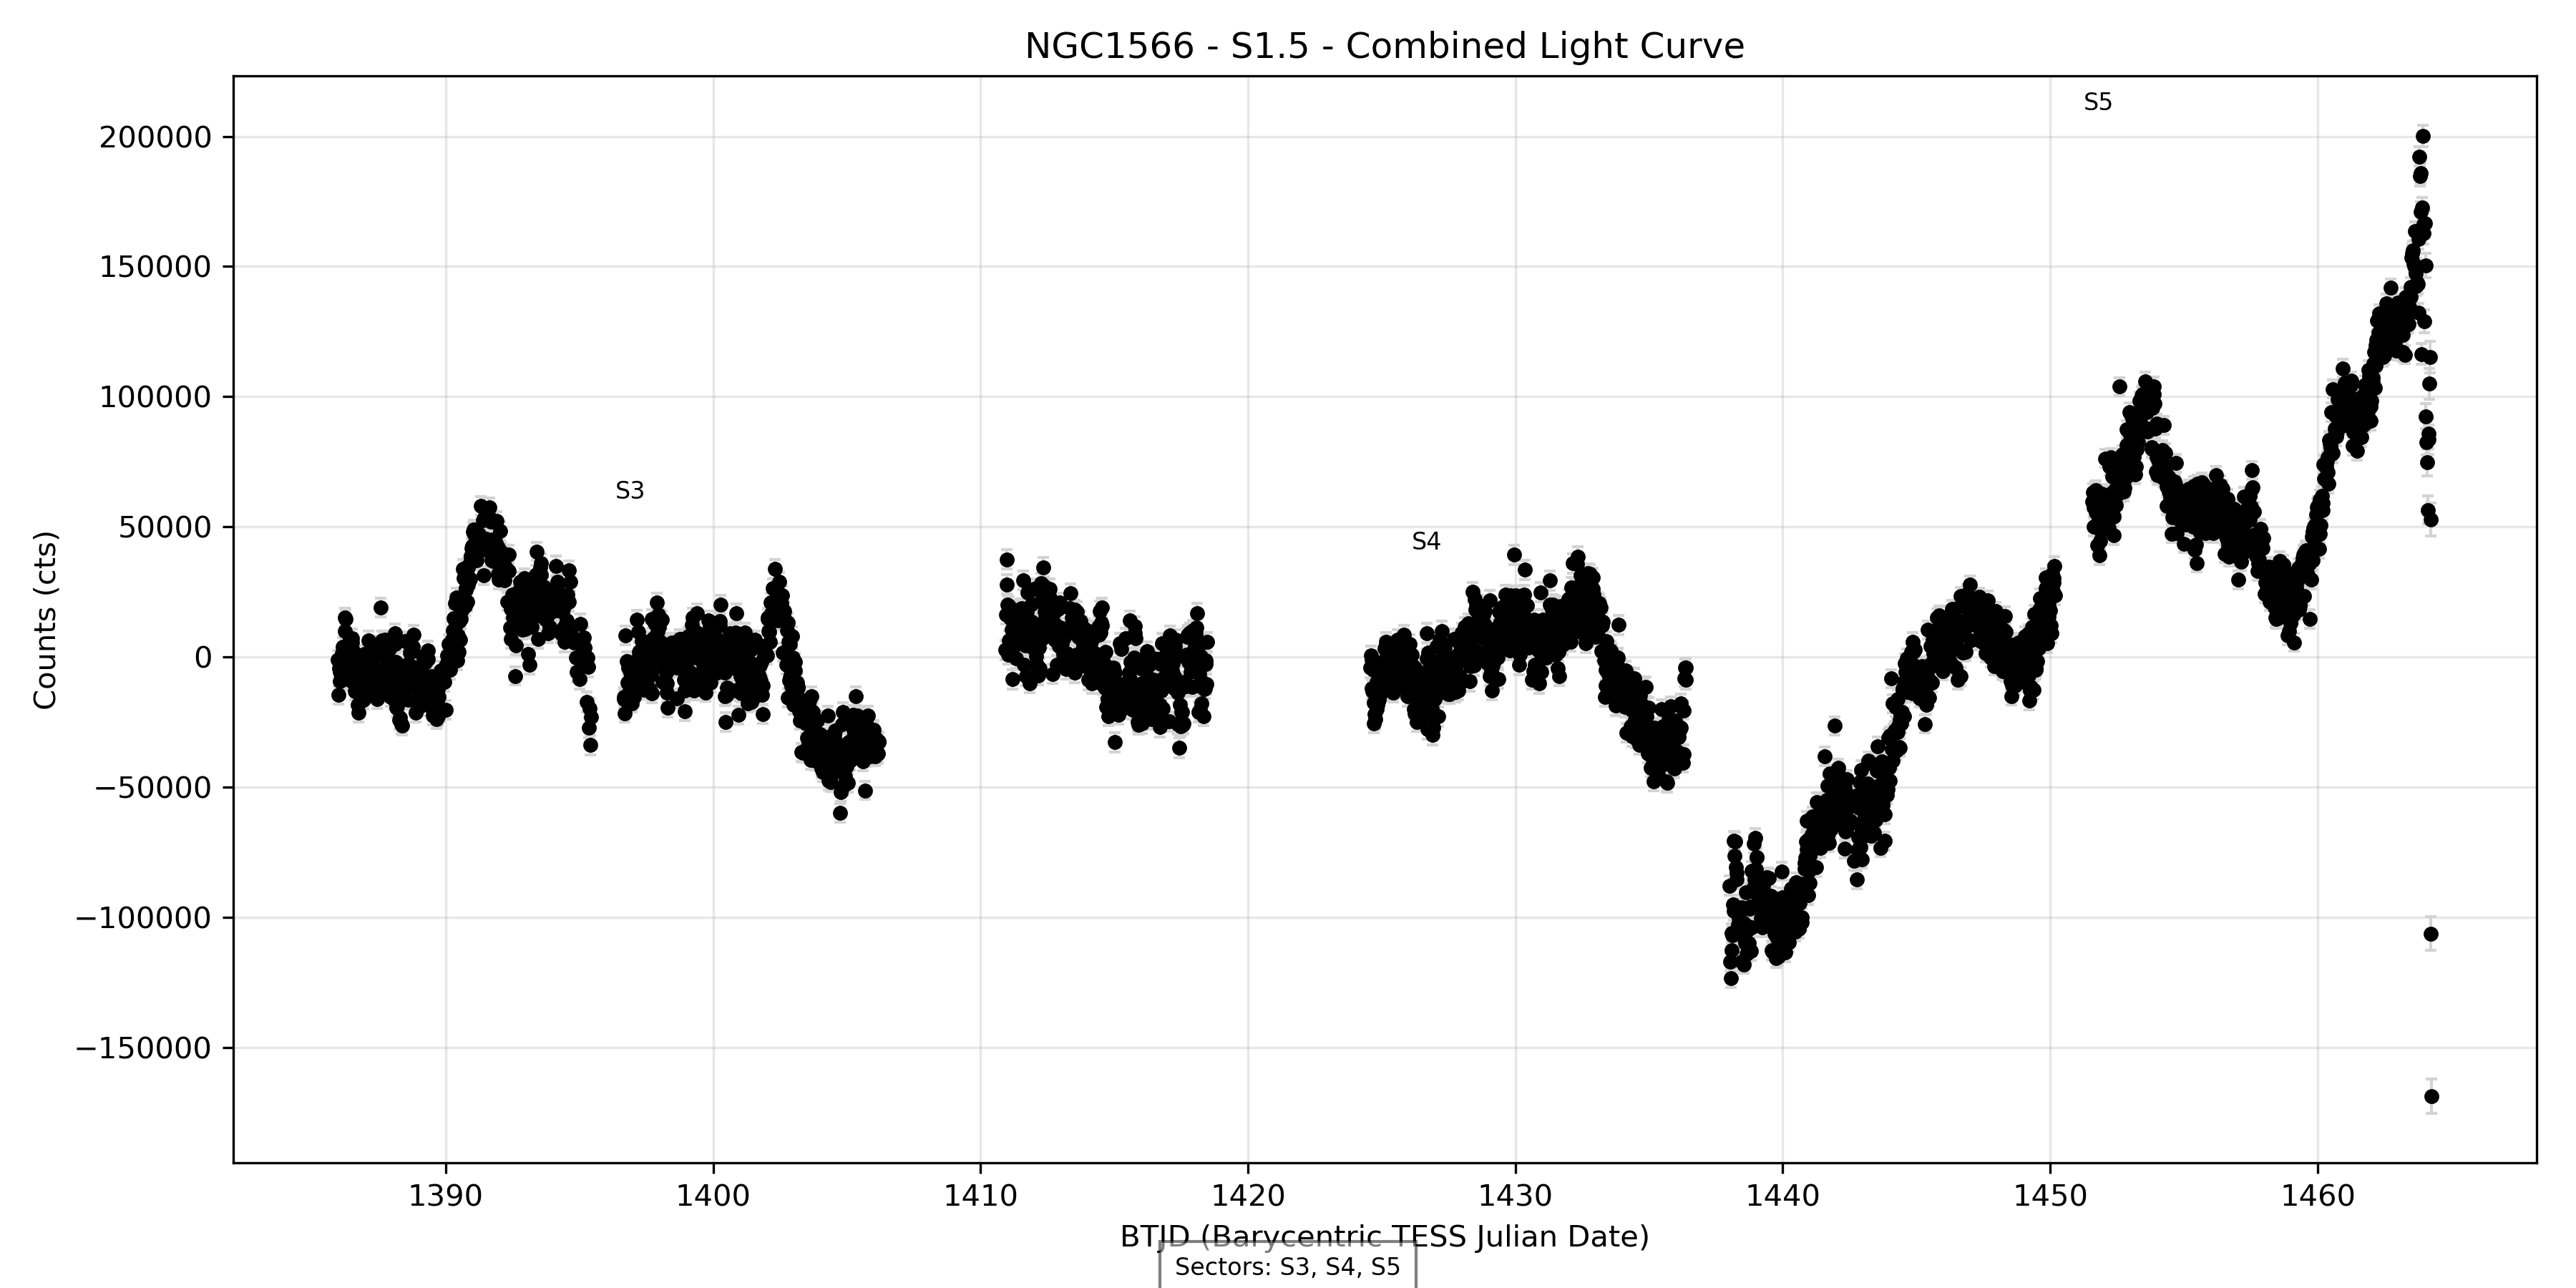 NGC1566 - S1.5 - Combined Light Curve
S5
200000
150000
100000
S3
50000
S4
0
−50000
−100000
−150000
Counts (cts)
1390 1400 1410 1420 1430 1440 1450 1460
BTJD (Barycentric TESS Julian Date)
Sectors: S3, S4, S5